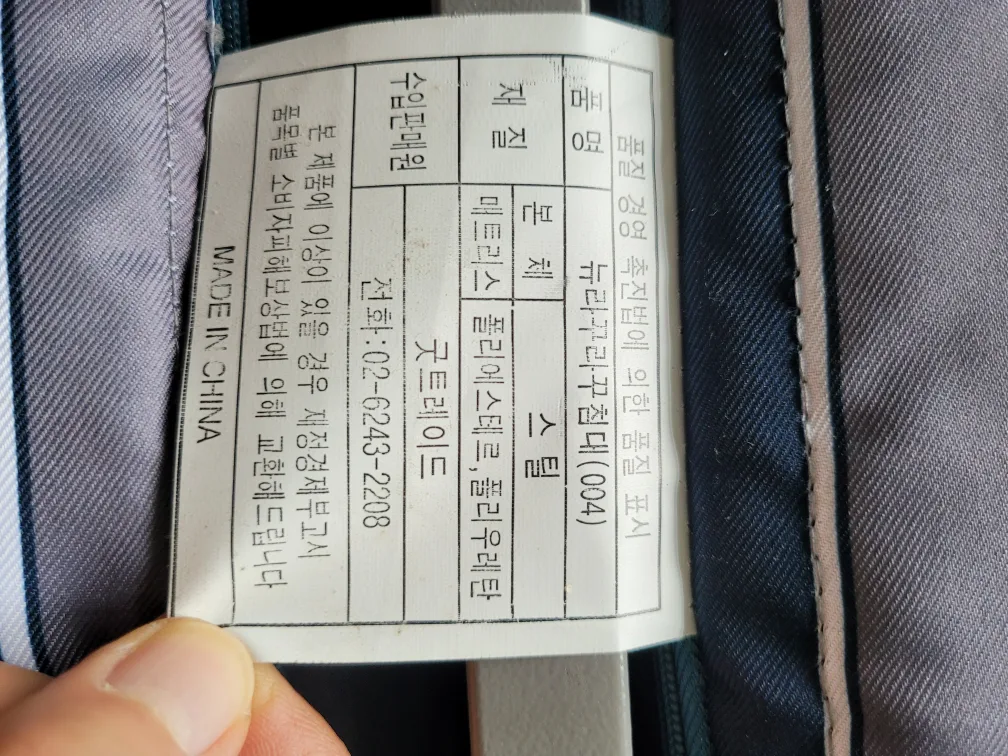 품질 경영 촉진법에 의한 품질 표시
품 명 뉴라꾸라꾸침대(004)
재 질 본 체 스틸
매트리스 폴리에스테르,폴리우레탄
수입판매원 굿트레이드
전화:02-6243-2208
본 제품에 이상이 있을 경우 재정경제부고시
품목별 소비자피해보상법에 의해 교환해드립니다
MADE IN CHINA